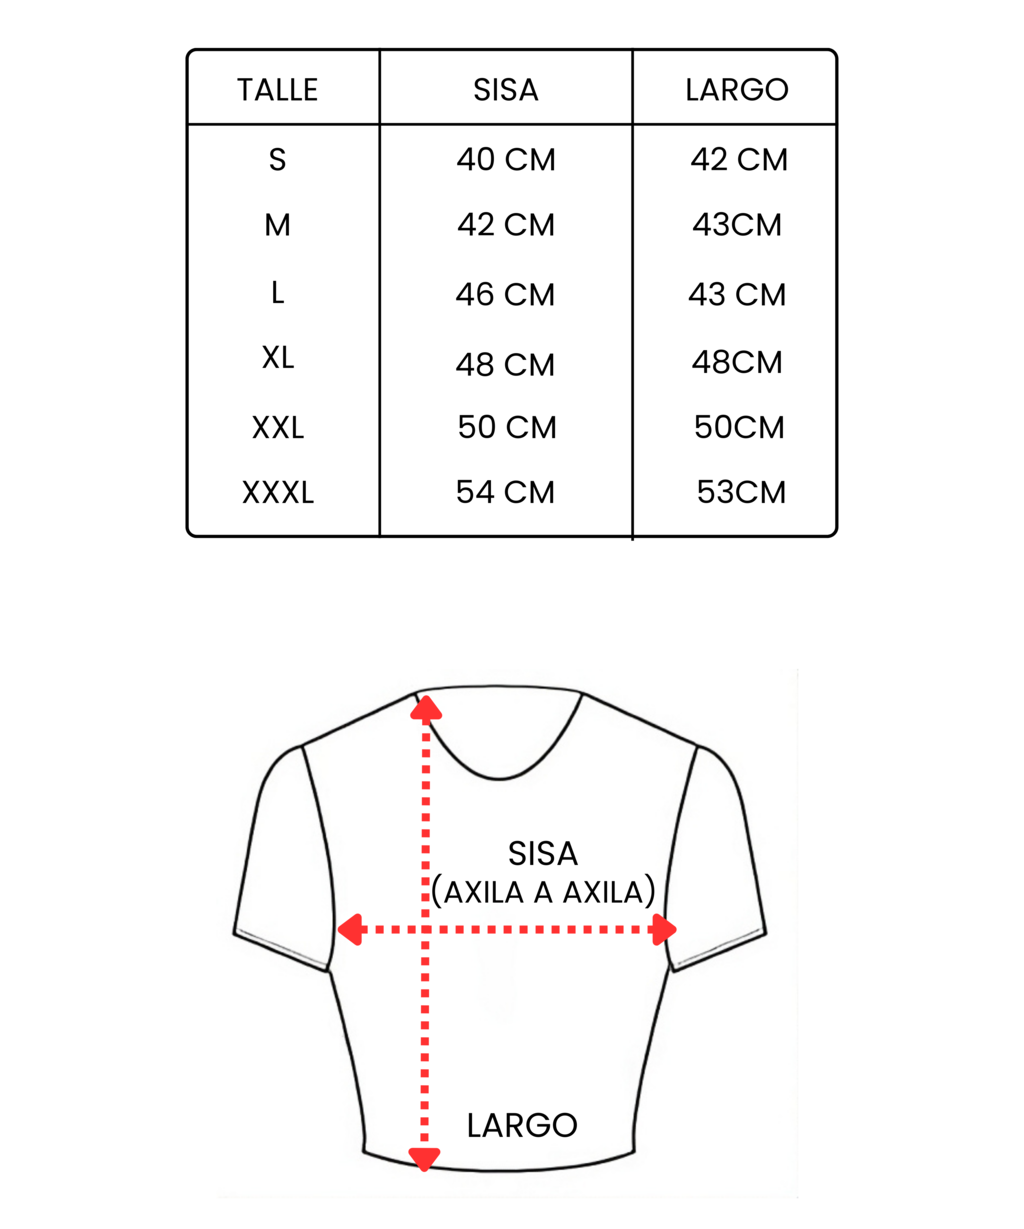 TALLE SISA LARGO
S 40 CM 42 CM
M 42 CM 43CM
L 46 CM 43 CM
XL 48 CM 48CM
XXL 50 CM 50CM
XXXL 54 CM 53CM
SISA
(AXILA A AXILA)
LARGO